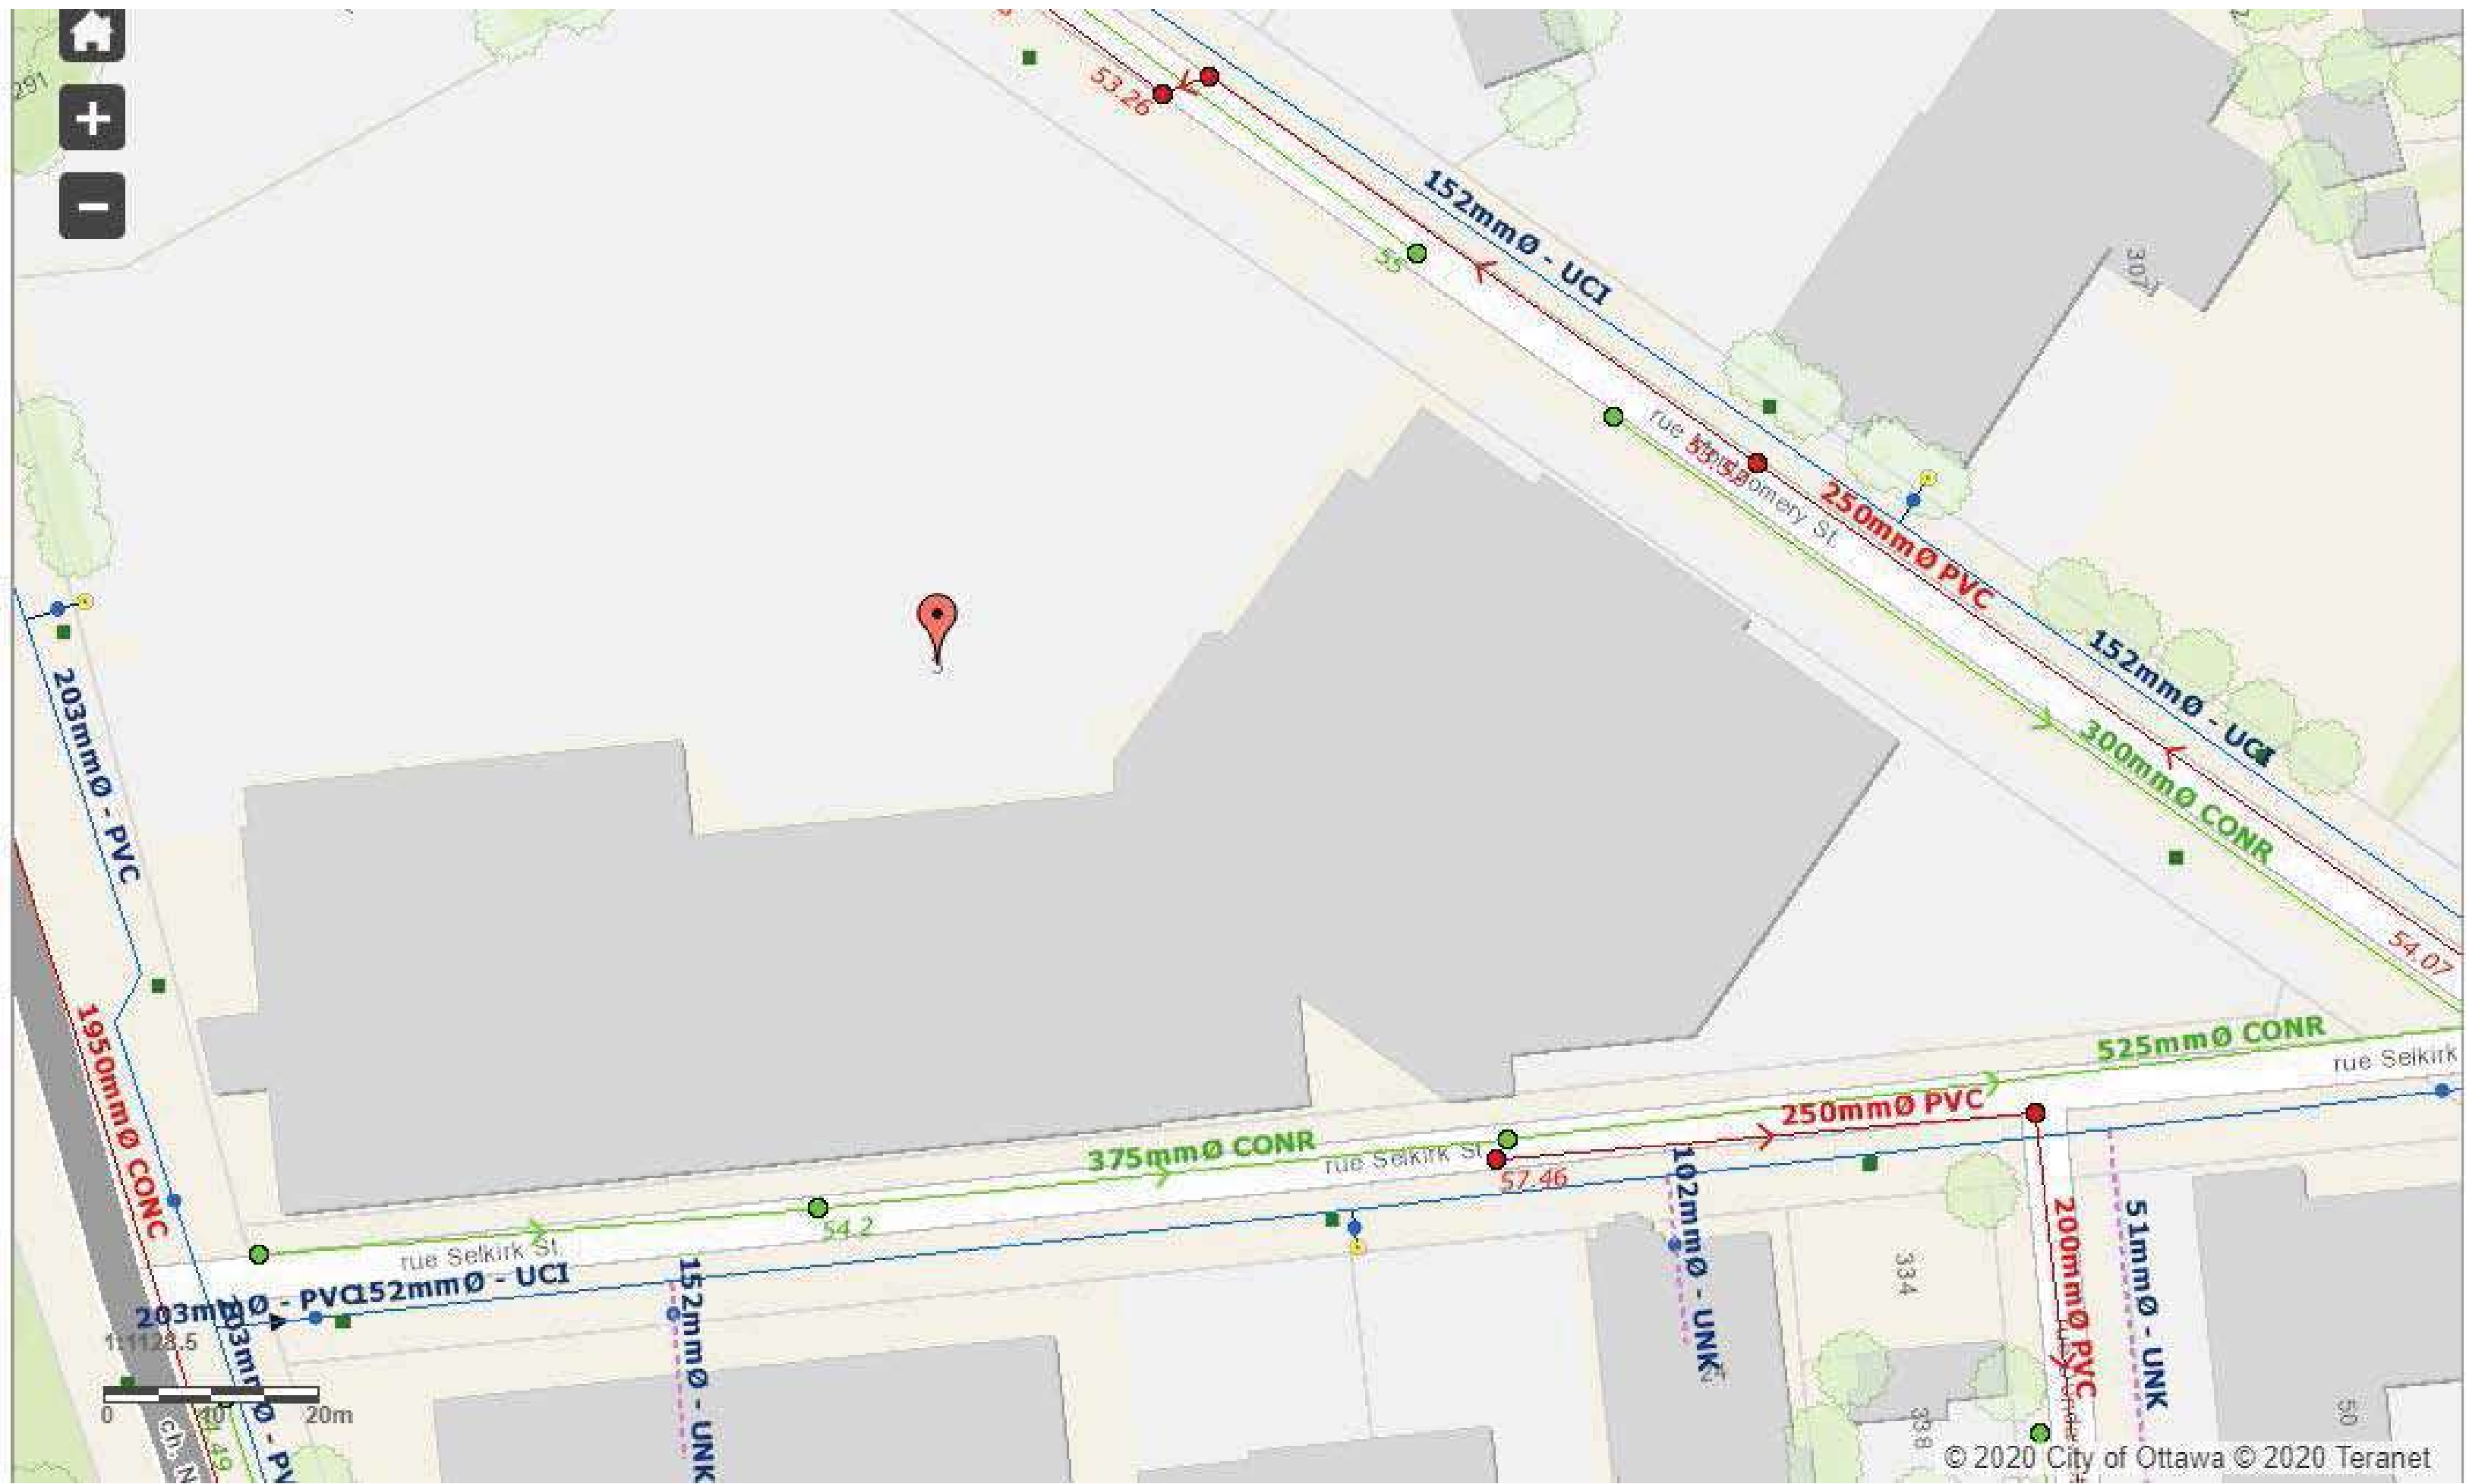 291
+
−
53.26
152mmØ - UCI
307
55
rue Montgomery St.
250mmØ PVC
152mmØ - UCI
203mmØ - PVC
300mmØ CONR
54.07
525mmØ CONR
rue Selkirk
250mmØ PVC
1950mmØ CONC
375mmØ CONR
rue Selkirk St.
57.46
102mmØ - UNK
54.2
rue Selkirk St.
200mmØ PVC
51mmØ - UNK
334
203mmØ - PVC
152mmØ - UCI
152mmØ - UNK
1:1128.5
0 10 20m
ch. N
338
50
© 2020 City of Ottawa © 2020 Teranet